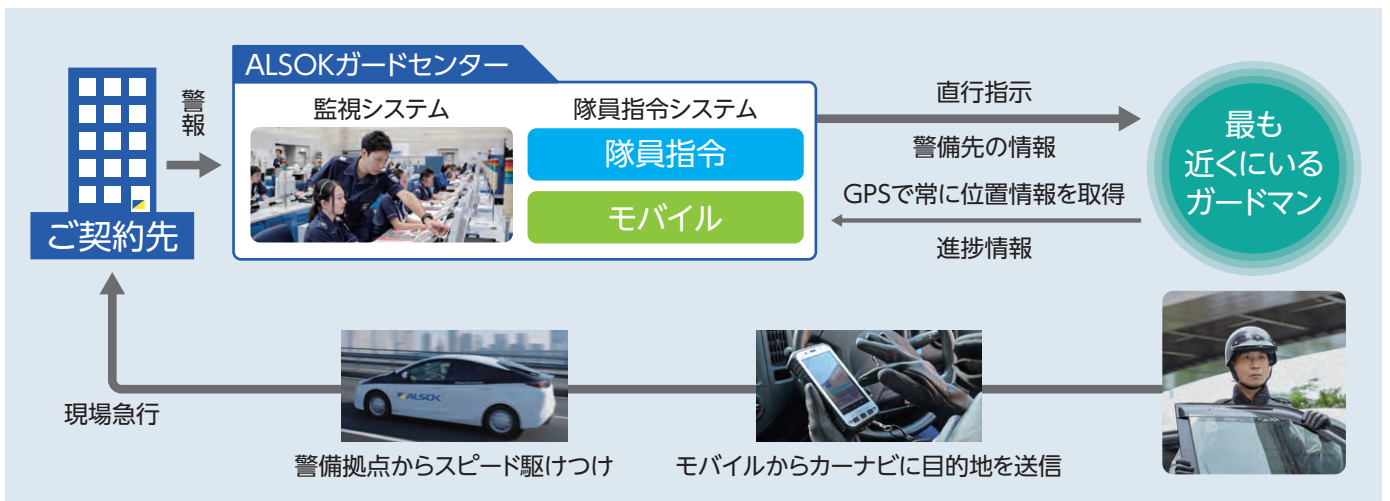 ALSOKガードセンター
警報
監視システム
隊員指令システム
隊員指令
モバイル
ご契約先
直行指示
警備先の情報
GPSで常に位置情報を取得
進捗情報
最も
近くにいる
ガードマン
ALSOK
現場急行
警備拠点からスピード駆けつけ
モバイルからカーナビに目的地を送信